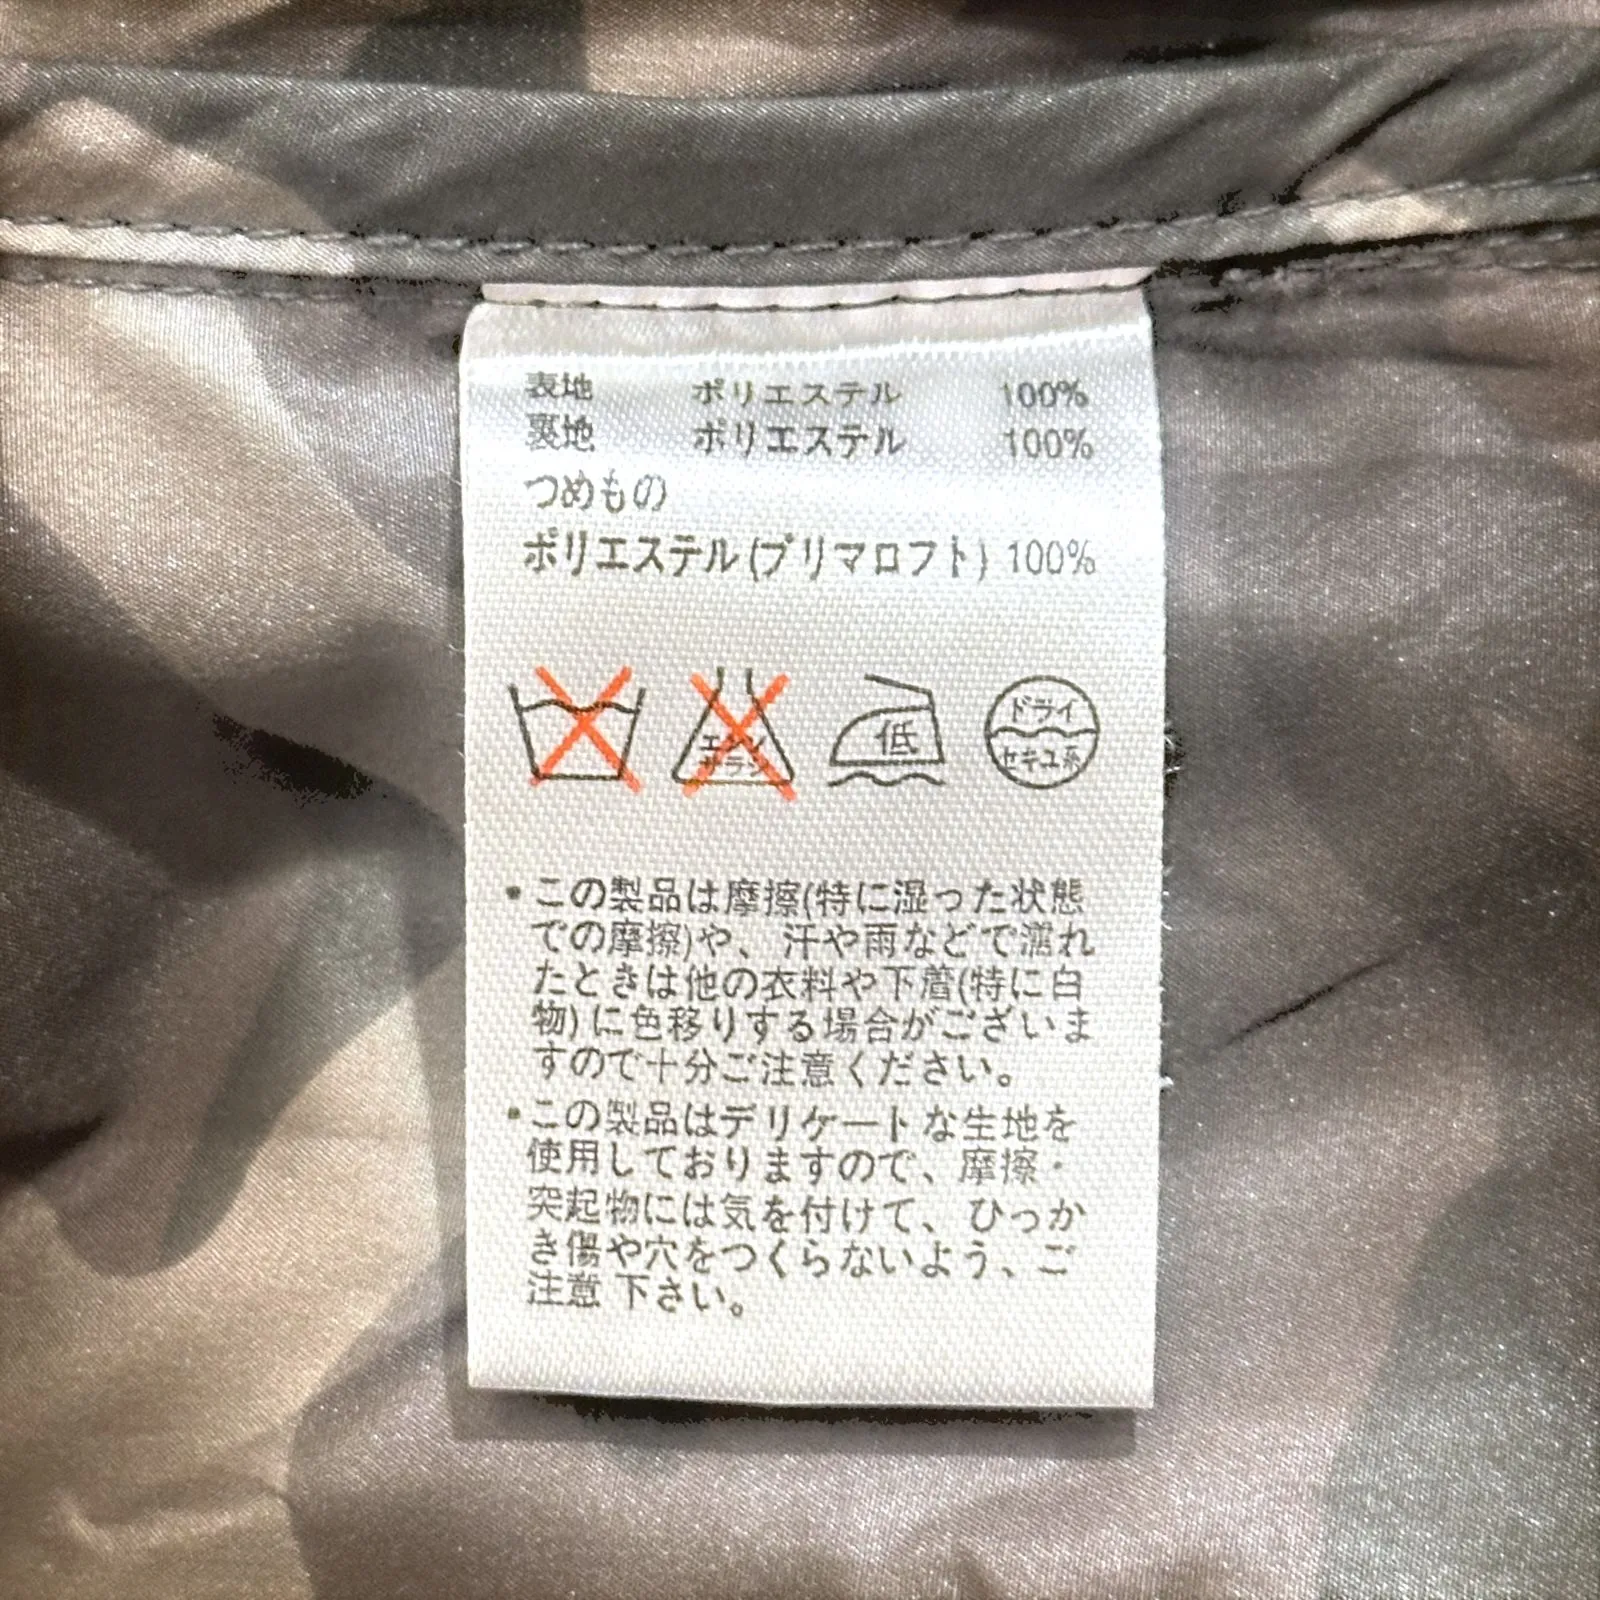 表地 ポリエステル 100%
裏地 ポリエステル 100%
つめもの
ポリエステル(プリマロフト) 100%
エンソ
サラシ
低
ドライ
セキユ系
・この製品は摩擦(特に湿った状態
での摩擦)や、汗や雨などで濡れ
たときは他の衣料や下着(特に白
物)に色移りする場合がございま
すので十分ご注意ください。
・この製品はデリケートな生地を
使用しておりますので、摩擦・
突起物には気を付けて、ひっか
き傷や穴をつくらないよう、ご
注意下さい。